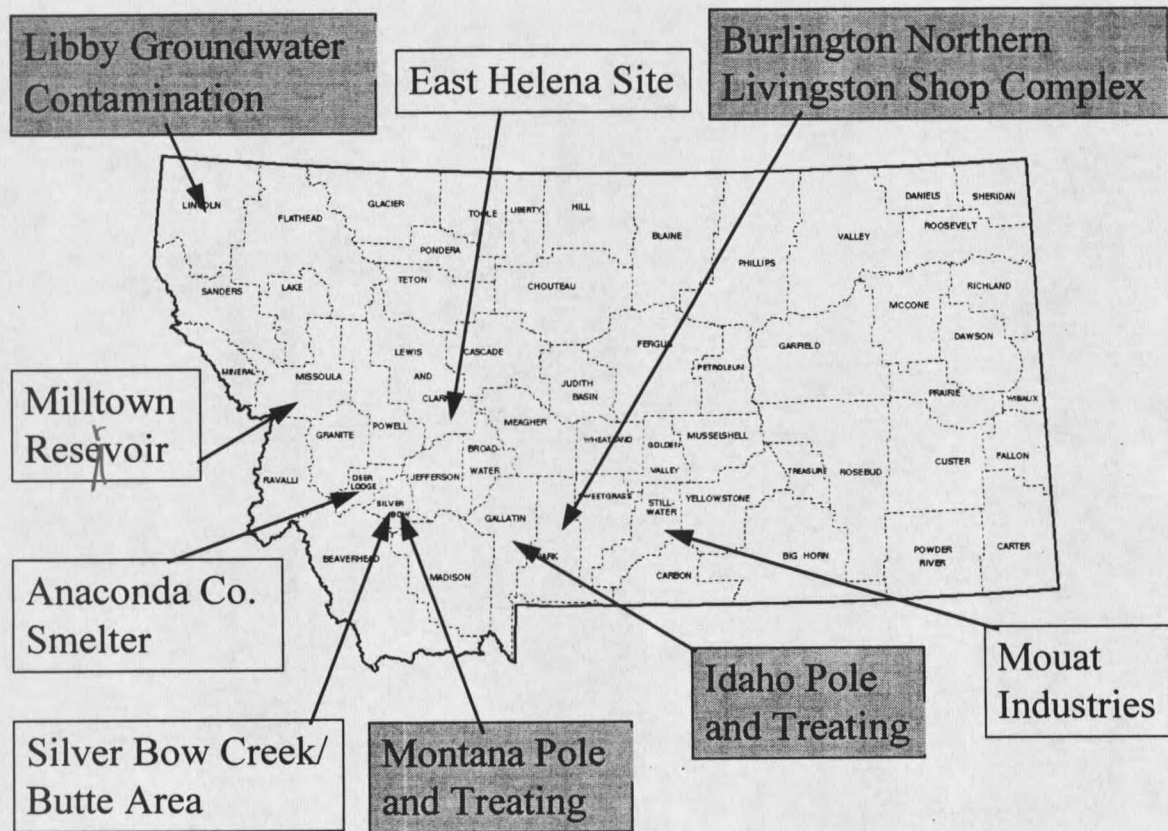 Libby Groundwater
Contamination
East Helena Site
Burlington Northern
Livingston Shop Complex
LINCOLN
FLATHEAD
GLACIER
TOOLE
LIBERTY
HILL
BLAINE
PHILLIPS
VALLEY
DANIELS
SHERIDAN
ROOSEVELT
PONDERA
TETON
CHOUTEAU
SANDERS
LAKE
MCCONE
RICHLAND
DAWSON
GARFIELD
LEWIS
AND
CLARK
CASCADE
FERGUS
PETROLEUM
JUDITH
BASIN
MINERAL
MISSOULA
PRAIRIE
WIBAUX
POWELL
GRANITE
MEAGHER
BROAD-
WATER
WHEATLAND
GOLDEN
VALLEY
MUSSELSHELL
TREASURE
ROSEBUD
CUSTER
FALLON
RAVALLI
DEER
LODGE
JEFFERSON
SILVER
BOW
GALLATIN
PARK
SWEETGRASS
STILL-
WATER
YELLOWSTONE
BIG HORN
POWDER
RIVER
CARTER
BEAVERHEAD
MADISON
CARBON
Milltown
Reservoir
Anaconda Co.
Smelter
Silver Bow Creek/
Butte Area
Montana Pole
and Treating
Idaho Pole
and Treating
Mouat
Industries